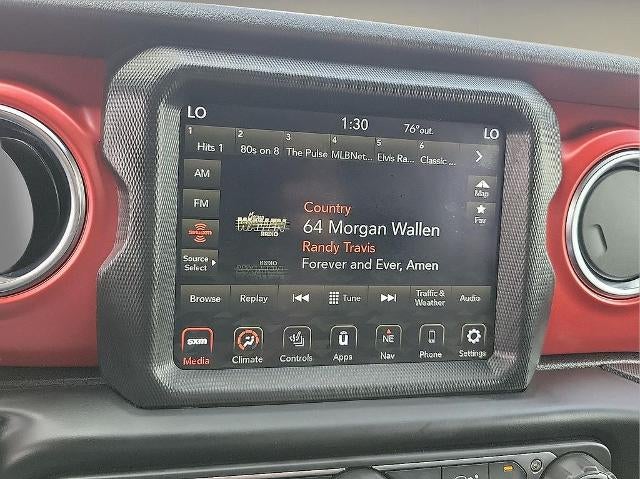 LO 1:30 76°out. LO
1 2 3 4 5 6
Hits 1 80s on 8 The Pulse MLBNet... Elvis Ra... Classic ...
AM
FM
Map
Fav
SiriusXM
Source
Select
Country
64 Morgan Wallen
Randy Travis
Forever and Ever, Amen
Browse Replay Tune Traffic &
Weather Audio
sxm
NE
Media Climate Controls Apps Nav Phone Settings